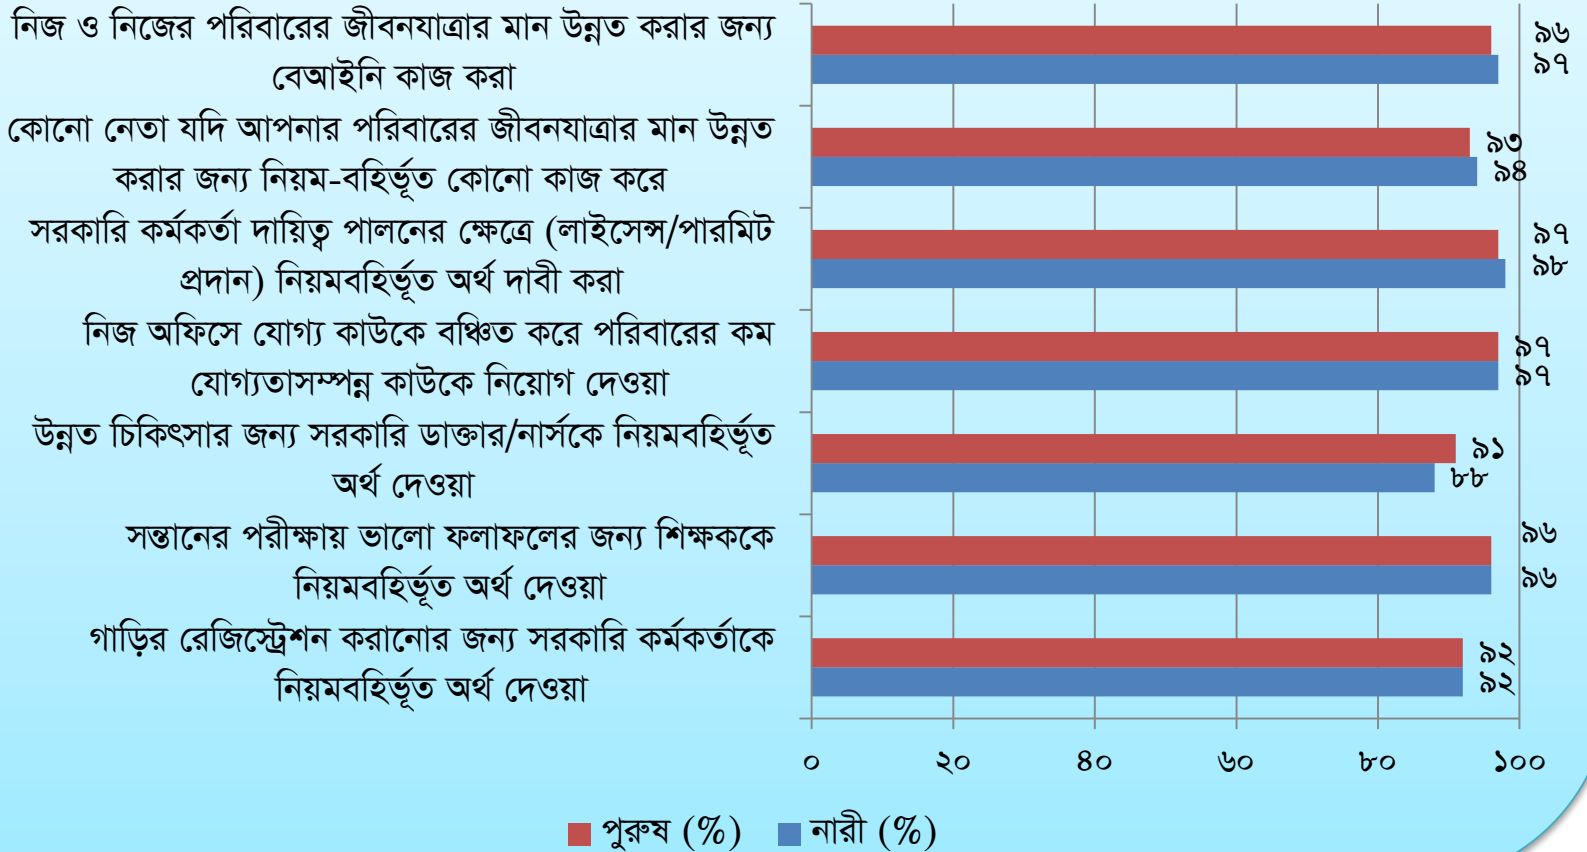 নিজ ও নিজের পরিবারের জীবনযাত্রার মান উন্নত করার জন্য
বেআইনি কাজ করা
৯৬
৯৭
কোনো নেতা যদি আপনার পরিবারের জীবনযাত্রার মান উন্নত
করার জন্য নিয়ম-বহির্ভূত কোনো কাজ করে
৯৩
৯৪
সরকারি কর্মকর্তা দায়িত্ব পালনের ক্ষেত্রে (লাইসেন্স/পারমিট
প্রদান) নিয়মবহির্ভূত অর্থ দাবী করা
৯৭
৯৮
নিজ অফিসে যোগ্য কাউকে বঞ্চিত করে পরিবারের কম
যোগ্যতাসম্পন্ন কাউকে নিয়োগ দেওয়া
৯৭
৯৭
উন্নত চিকিৎসার জন্য সরকারি ডাক্তার/নার্সকে নিয়মবহির্ভূত
অর্থ দেওয়া
৯১
৮৮
সন্তানের পরীক্ষায় ভালো ফলাফলের জন্য শিক্ষককে
নিয়মবহির্ভূত অর্থ দেওয়া
৯৬
৯৬
গাড়ির রেজিস্ট্রেশন করানোর জন্য সরকারি কর্মকর্তাকে
নিয়মবহির্ভূত অর্থ দেওয়া
৯২
৯২
০ ২০ ৪০ ৬০ ৮০ ১০০
পুরুষ (%) নারী (%)